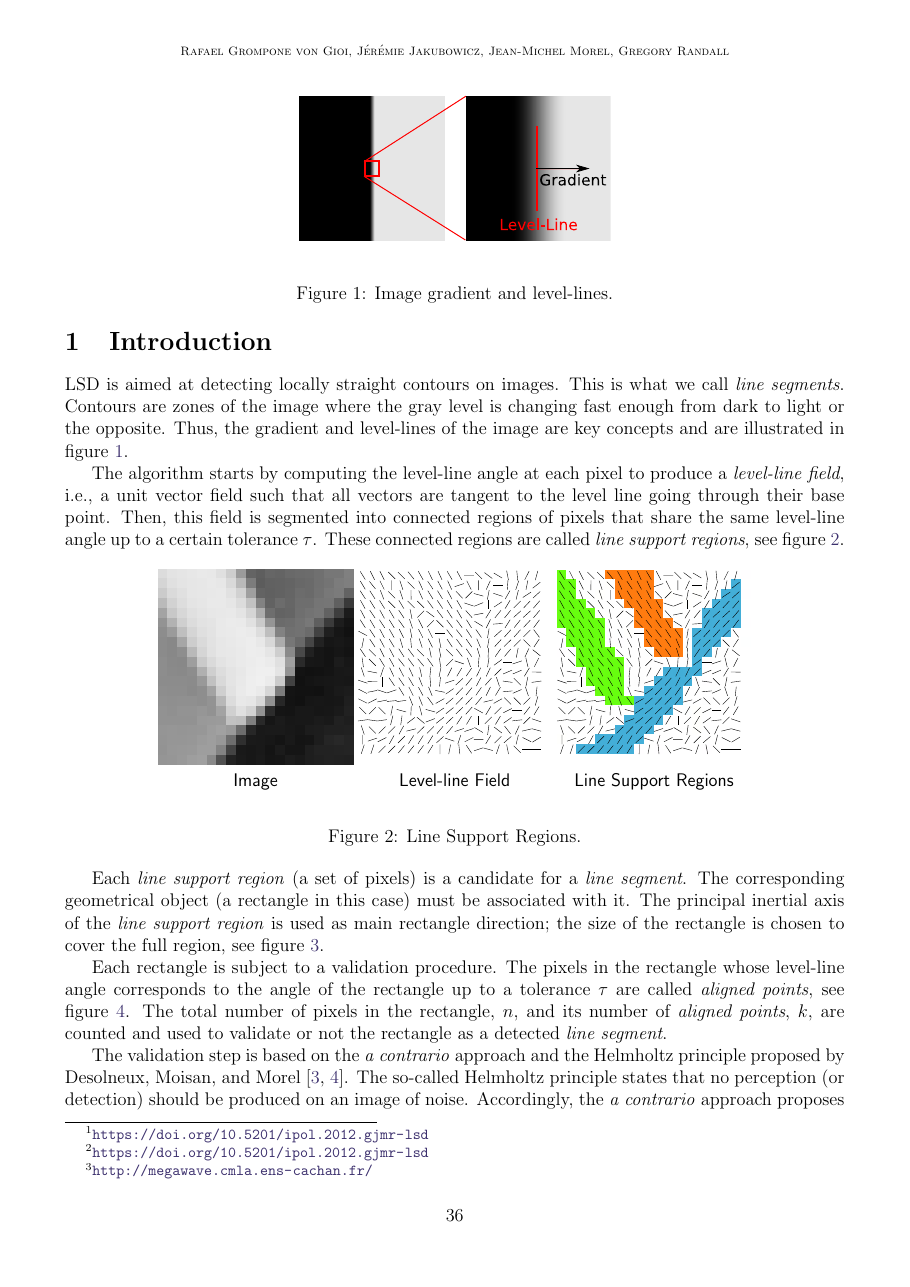 Rafael Grompone von Gioi, Jérémie Jakubowicz, Jean-Michel Morel, Gregory Randall
Gradient
Level-Line
Figure 1: Image gradient and level-lines.
1 Introduction
LSD is aimed at detecting locally straight contours on images. This is what we call line segments.
Contours are zones of the image where the gray level is changing fast enough from dark to light or
the opposite. Thus, the gradient and level-lines of the image are key concepts and are illustrated in
figure 1.
The algorithm starts by computing the level-line angle at each pixel to produce a level-line field,
i.e., a unit vector field such that all vectors are tangent to the level line going through their base
point. Then, this field is segmented into connected regions of pixels that share the same level-line
angle up to a certain tolerance τ. These connected regions are called line support regions, see figure 2.
Image Level-line Field Line Support Regions
Figure 2: Line Support Regions.
Each line support region (a set of pixels) is a candidate for a line segment. The corresponding
geometrical object (a rectangle in this case) must be associated with it. The principal inertial axis
of the line support region is used as main rectangle direction; the size of the rectangle is chosen to
cover the full region, see figure 3.
Each rectangle is subject to a validation procedure. The pixels in the rectangle whose level-line
angle corresponds to the angle of the rectangle up to a tolerance τ are called aligned points, see
figure 4. The total number of pixels in the rectangle, n, and its number of aligned points, k, are
counted and used to validate or not the rectangle as a detected line segment.
The validation step is based on the a contrario approach and the Helmholtz principle proposed by
Desolneux, Moisan, and Morel [3, 4]. The so-called Helmholtz principle states that no perception (or
detection) should be produced on an image of noise. Accordingly, the a contrario approach proposes
1https://doi.org/10.5201/ipol.2012.gjmr-lsd
2https://doi.org/10.5201/ipol.2012.gjmr-lsd
3http://megawave.cmla.ens-cachan.fr/
36